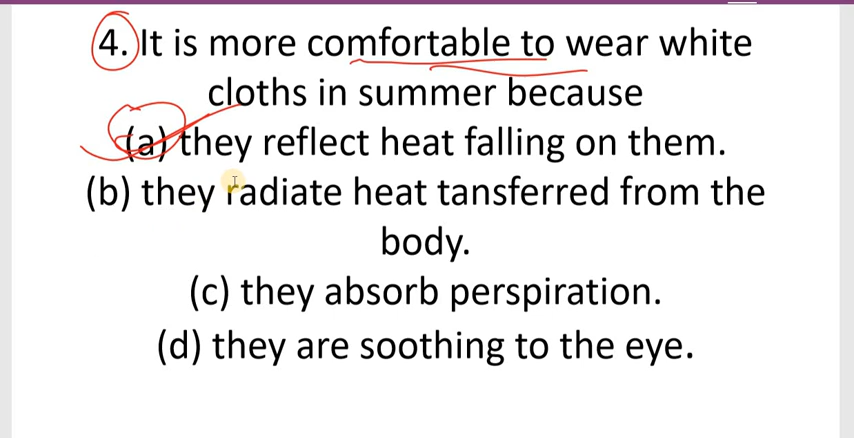 4. It is more comfortable to wear white
cloths in summer because
(a) they reflect heat falling on them.
(b) they radiate heat tansferred from the
body.
(c) they absorb perspiration.
(d) they are soothing to the eye.